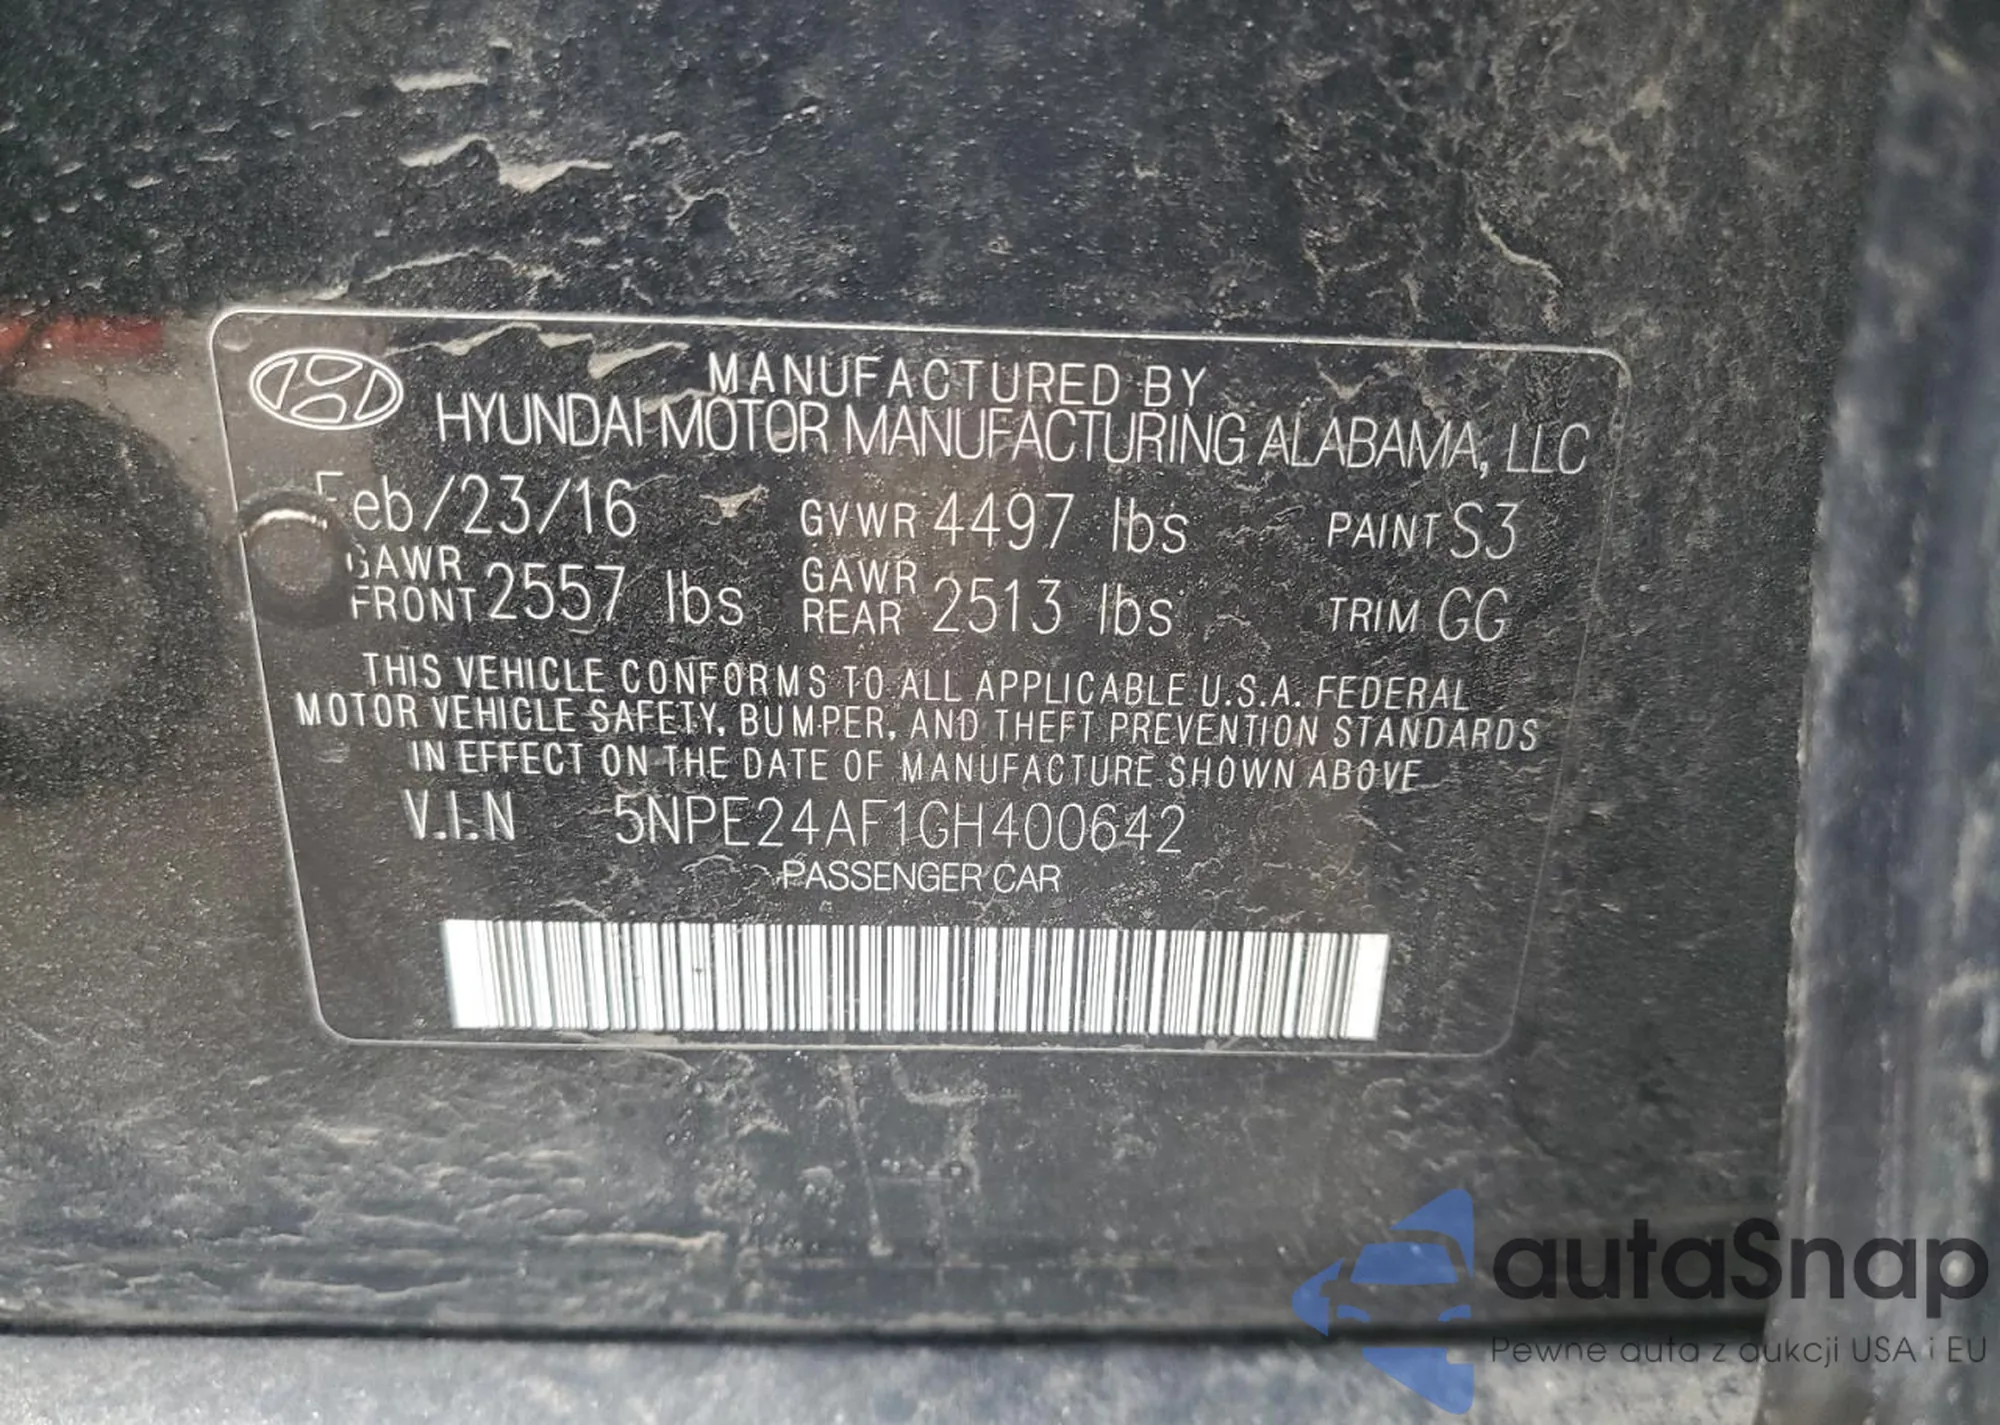 MANUFACTURED BY
HYUNDAI MOTOR MANUFACTURING ALABAMA, LLC
Feb/23/16 GVWR 4497 lbs PAINT S3
GAWR FRONT 2557 lbs GAWR REAR 2513 lbs TRIM GG
THIS VEHICLE CONFORMS TO ALL APPLICABLE U.S.A. FEDERAL
MOTOR VEHICLE SAFETY, BUMPER, AND THEFT PREVENTION STANDARDS
IN EFFECT ON THE DATE OF MANUFACTURE SHOWN ABOVE
V.I.N 5NPE24AF1GH400642
PASSENGER CAR
autaSnap
Pewne auta z aukcji USA i EU